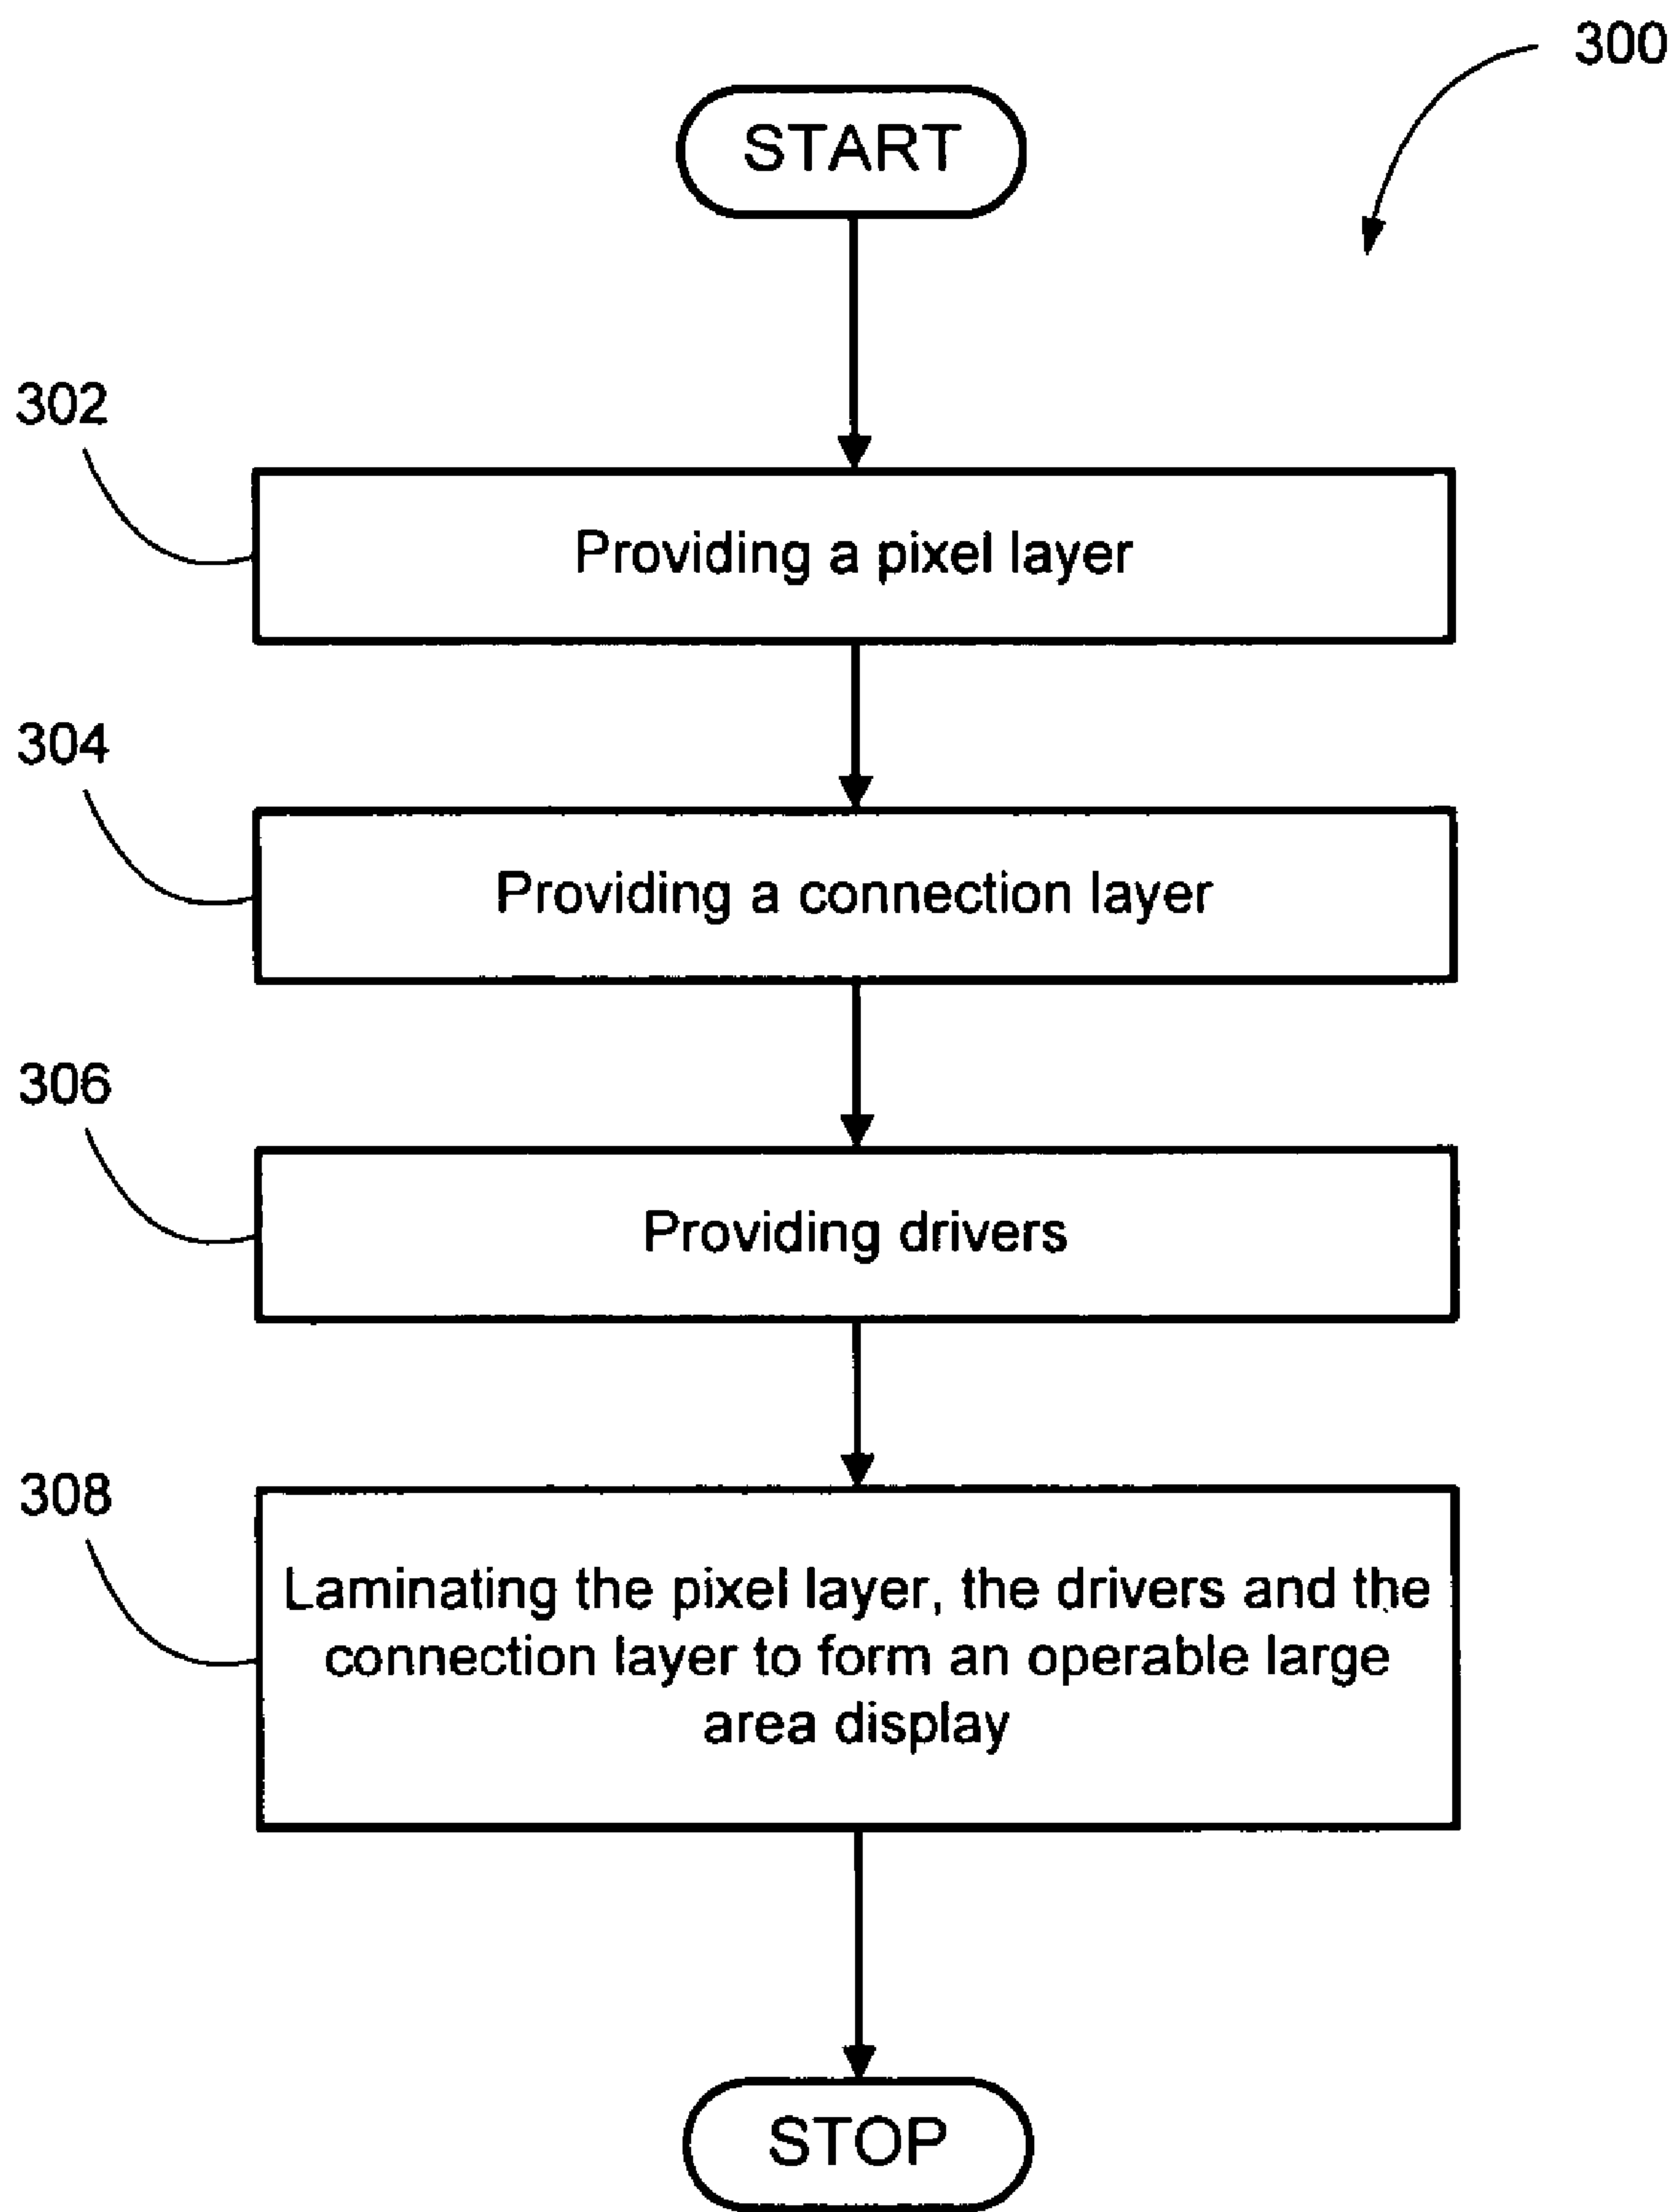 300
START
302
Providing a pixel layer
304
Providing a connection layer
306
Providing drivers
308
Laminating the pixel layer, the drivers and the
connection layer to form an operable large
area display
STOP